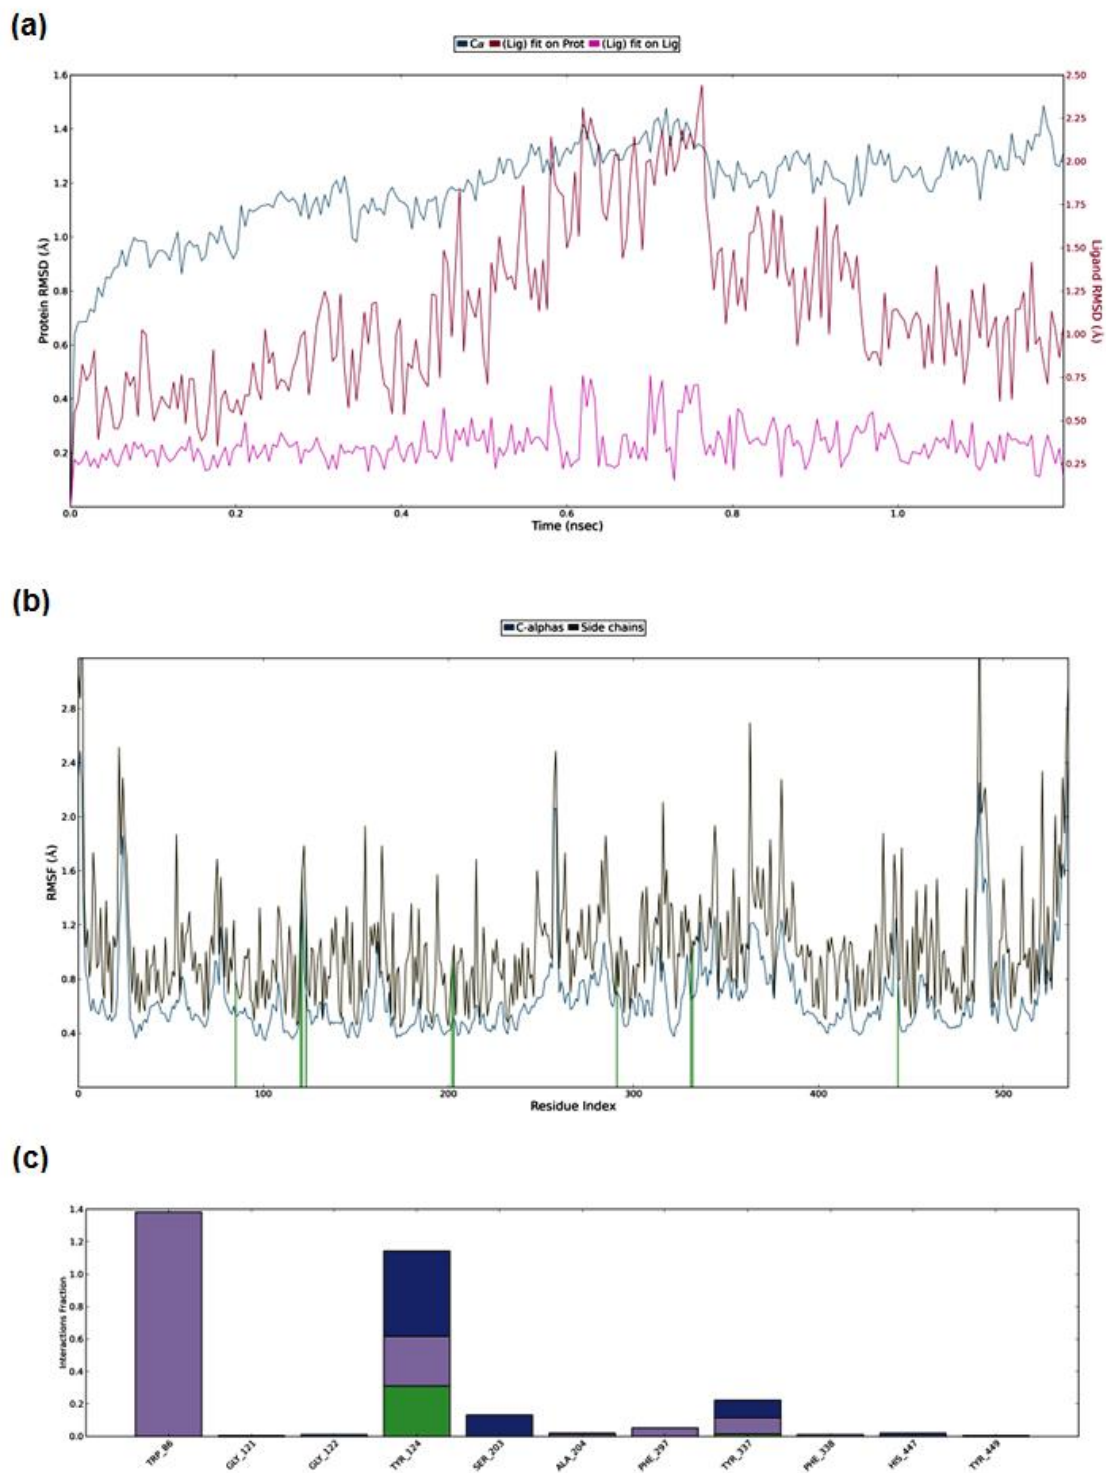 (a)
Cα (Lig) fit on Prot (Lig) fit on Lig
1.6 2.50
2.25
1.4
2.00
1.2
1.75
1.0
1.50
Protein RMSD (Å) Ligand RMSD (Å)
0.8 1.25
1.00
0.6
0.75
0.4
0.50
0.2 0.25
0.0 0.2 0.4 0.6 0.8 1.0
Time (nsec)
(b)
C-alphas Side chains
2.8
2.4
2.0
RMSF (Å)
1.6
1.2
0.8
0.4
0 100 200 300 400 500
Residue Index
(c)
1.4
1.2
1.0
Interactions Fraction
0.8
0.6
0.4
0.2
0.0
TRP_86 GLY_121 GLY_122 TYR_124 SER_203 ALA_204 PHE_297 TYR_337 PHE_338 HIS_447 TYR_449